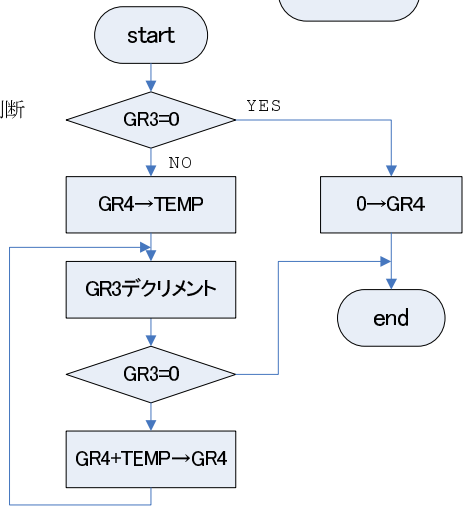 start
判断
GR3=0
YES
NO
GR4→TEMP
0→GR4
GR3デクリメント
end
GR3=0
GR4+TEMP→GR4